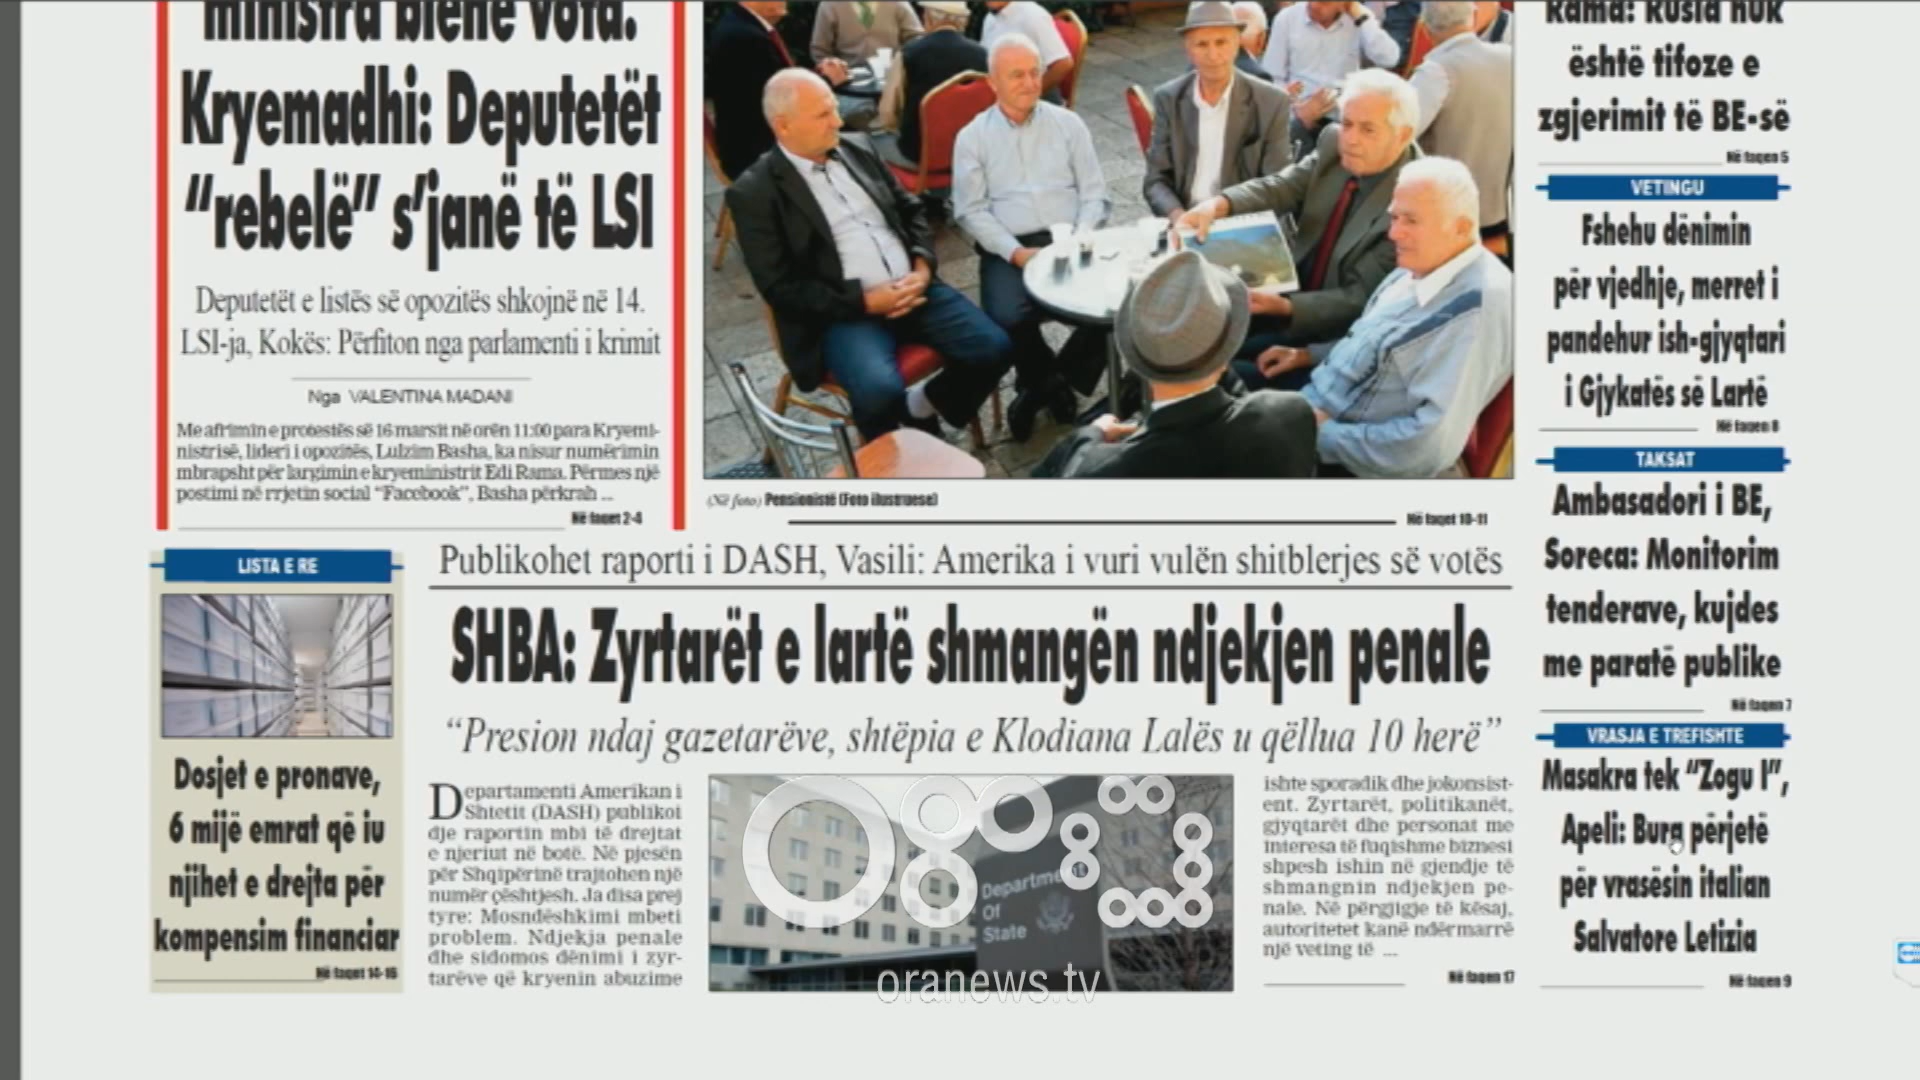 ministra blenë vota.
Kryemadhi: Deputetët
“rebelë” s’janë të LSI
Deputetët e listës së opozitës shkojnë në 14.
LSI-ja, Kokës: Përfiton nga parlamenti i krimit
Nga VALENTINA MADANI
Me afrimin e protestës së 16 marsit në orën 11:00 para Kryemi-
nistrisë, lideri i opozitës, Lulzim Basha, ka nisur numërimin
mbrapsht për largimin e kryeministrit Edi Rama. Përmes një
postimi në rrjetin social “Facebook”, Basha përkrah ...
Në faqet 2-4
(Në foto) Pensionistë (Foto ilustruese)
Në faqet 10-11
Rama: Rusia nuk
është tifoze e
zgjerimit të BE-së
Në faqen 5
VETINGU
Fshehu dënimin
për vjedhje, merret i
pandehur ish-gjyqtari
i Gjykatës së Lartë
Në faqen 8
TAKSAT
Ambasadori i BE,
Soreca: Monitorim
tenderave, kujdes
me paratë publike
Në faqen 7
VRASJA E TREFISHTE
Masakra tek “Zogu I”,
Apeli: Burg përjetë
për vrasësin italian
Salvatore Letizia
Në faqen 9
LISTA E RE
Dosjet e pronave,
6 mijë emrat që iu
njihet e drejta për
kompensim financiar
Në faqet 14-16
Publikohet raporti i DASH, Vasili: Amerika i vuri vulën shitblerjes së votës
SHBA: Zyrtarët e lartë shmangën ndjekjen penale
“Presion ndaj gazetarëve, shtëpia e Klodiana Lalës u qëllua 10 herë”
Departamenti Amerikan i
Shtetit (DASH) publikoi
dje raportin mbi të drejtat
e njeriut në botë. Në pjesën
për Shqipërinë trajtohen një
numër çështjesh. Ja disa prej
tyre: Mosndëshkimi mbeti
problem. Ndjekja penale
dhe sidomos dënimi i zyr-
tarëve që kryenin abuzime
Department
Of
State
oranews.tv
ishte sporadik dhe jokonsist-
ent. Zyrtarët, politikanët,
gjyqtarët dhe personat me
interesa të fuqishme biznesi
shpesh ishin në gjendje të
shmangnin ndjekjen pe-
nale. Në përgjigje të kësaj,
autoritetet kanë ndërmarrë
një veting të ...
Në faqen 17